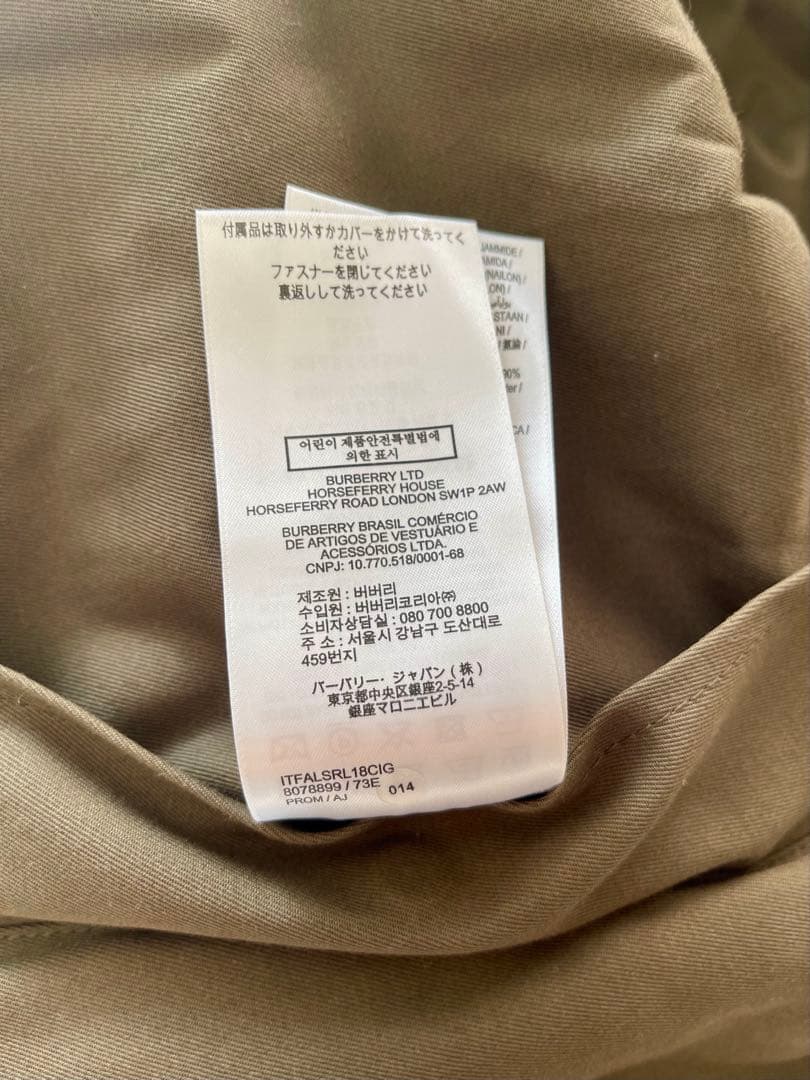 付属品は取り外すかカバーをかけて洗ってく
ださい
ファスナーを閉じてください
裏返しして洗ってください
어린이 제품안전특별법에
의한 표시
BURBERRY LTD
HORSEFERRY HOUSE
HORSEFERRY ROAD LONDON SW1P 2AW
BURBERRY BRASIL COMÉRCIO
DE ARTIGOS DE VESTUÁRIO E
ACESSÓRIOS LTDA.
CNPJ: 10.770.518/0001-68
제조원 : 버버리
수입원 : 버버리코리아㈜
소비자상담실 : 080 700 8800
주 소 : 서울시 강남구 도산대로
459번지
バーバリー・ジャパン（株）
東京都中央区銀座2-5-14
銀座マロニエビル
ITFALSRL18CIG
8078899 / 73E 014
PROM / AJ
(NAILON) /
STAAN /
90%